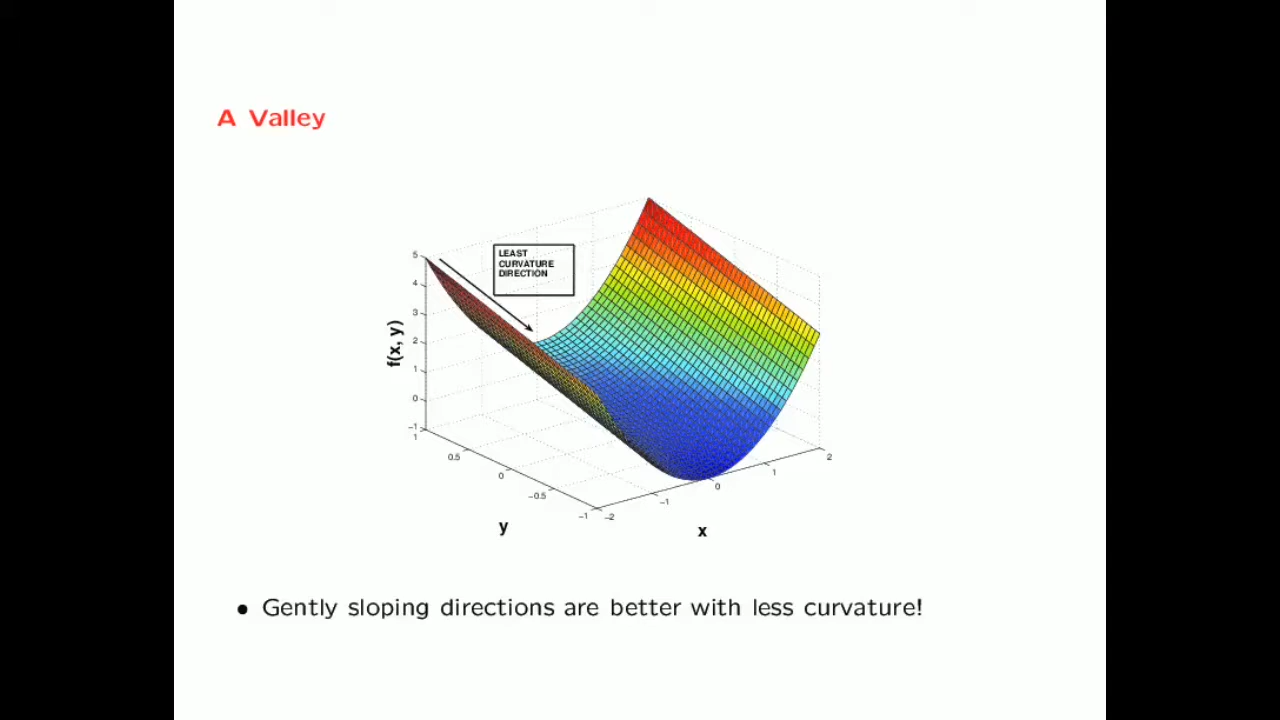 A Valley
LEAST
CURVATURE
DIRECTION
5
4
3
2
1
0
−1
f(x, y)
1
0.5
0
−0.5
−1
y
−2
−1
0
1
2
x
• Gently sloping directions are better with less curvature!